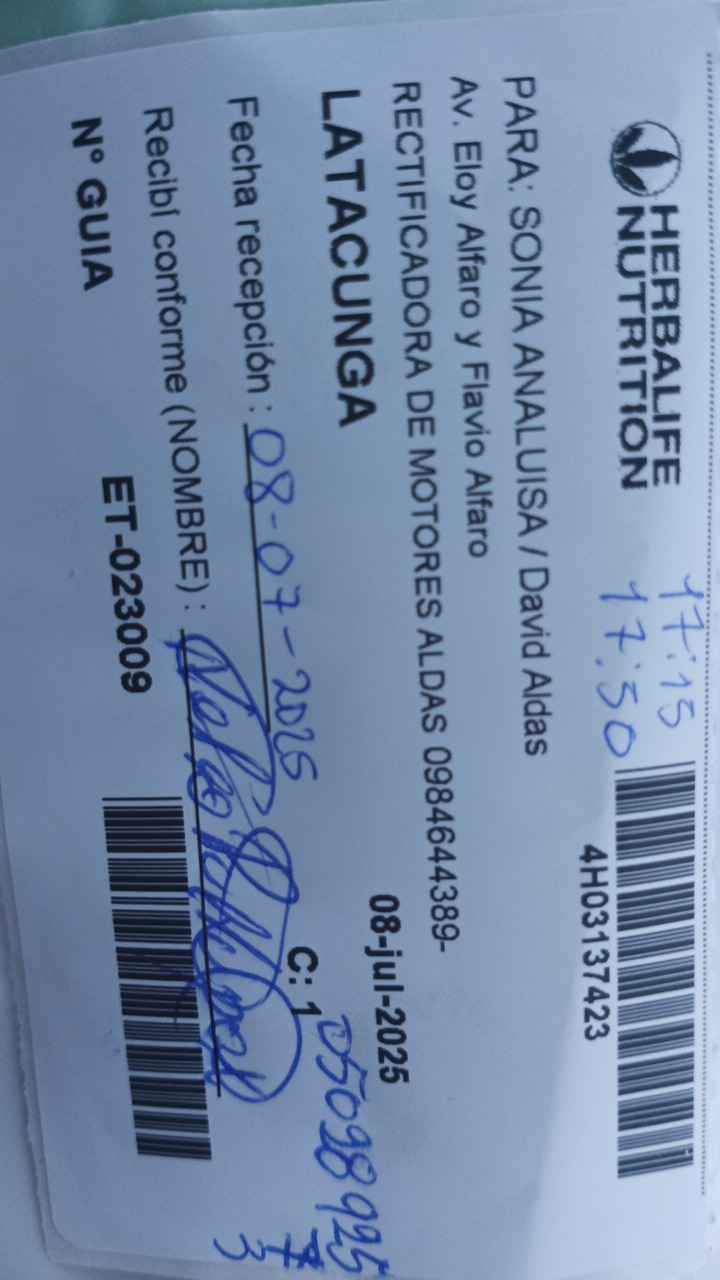 HERBALIFE
NUTRITION
17:15
17:30
4H03137423
PARA: SONIA ANALUISA / David Aldas
Av. Eloy Alfaro y Flavio Alfaro
RECTIFICADORA DE MOTORES ALDAS 0984644389-
LATACUNGA
08-jul-2025
Fecha recepción : 08-07-2025
C: 1
Recibí conforme (NOMBRE) :
Nº GUIA
ET-023009